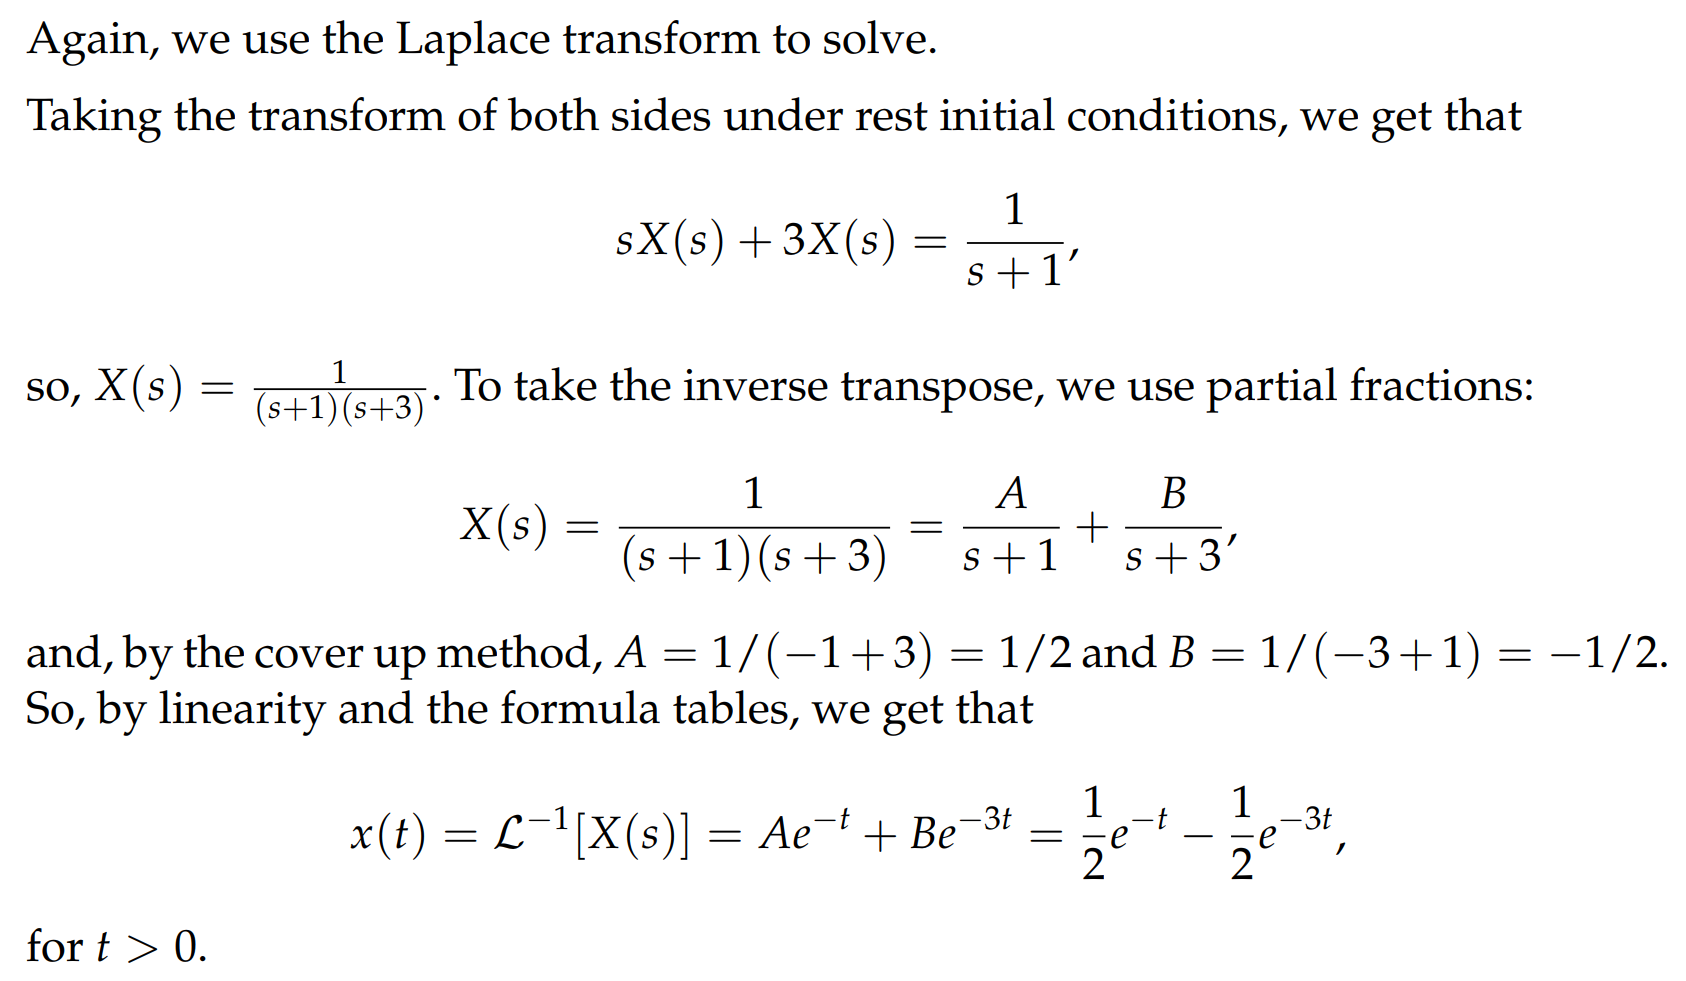 Again, we use the Laplace transform to solve.
Taking the transform of both sides under rest initial conditions, we get that
sX(s) + 3X(s) = \frac{1}{s+1},
so, X(s) = \frac{1}{(s+1)(s+3)}. To take the inverse transpose, we use partial fractions:
X(s) = \frac{1}{(s+1)(s+3)} = \frac{A}{s+1} + \frac{B}{s+3},
and, by the cover up method, A = 1/(−1+3) = 1/2 and B = 1/(−3+1) = −1/2.
So, by linearity and the formula tables, we get that
x(t) = \mathcal{L}^{-1}[X(s)] = Ae^{-t} + Be^{-3t} = \frac{1}{2}e^{-t} − \frac{1}{2}e^{-3t},
for t > 0.